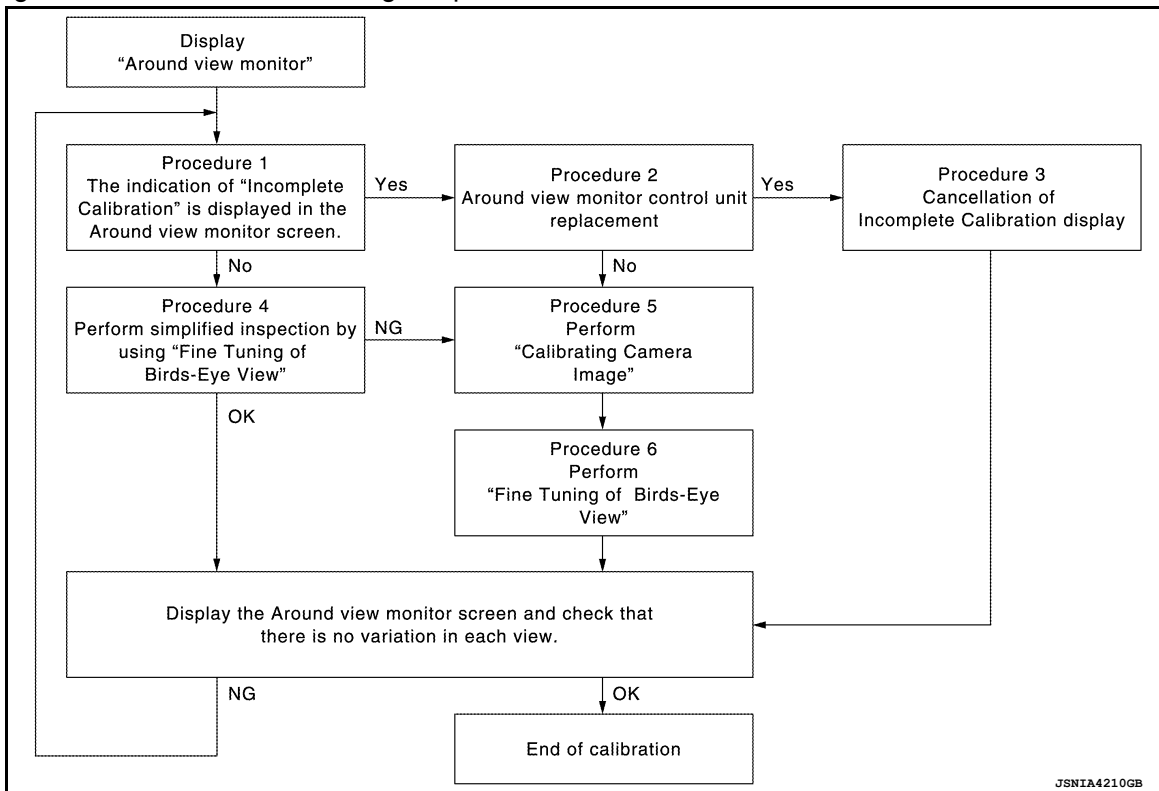 Display
“Around view monitor”
Procedure 1
The indication of “Incomplete
Calibration” is displayed in the
Around view monitor screen.
Yes
Procedure 2
Around view monitor control unit
replacement
Yes
Procedure 3
Cancellation of
Incomplete Calibration display
No
No
Procedure 4
Perform simplified inspection by
using “Fine Tuning of
Birds-Eye View”
NG
Procedure 5
Perform
“Calibrating Camera
Image”
OK
Procedure 6
Perform
“Fine Tuning of Birds-Eye
View”
Display the Around view monitor screen and check that
there is no variation in each view.
NG
OK
End of calibration
JSNIA4210GB